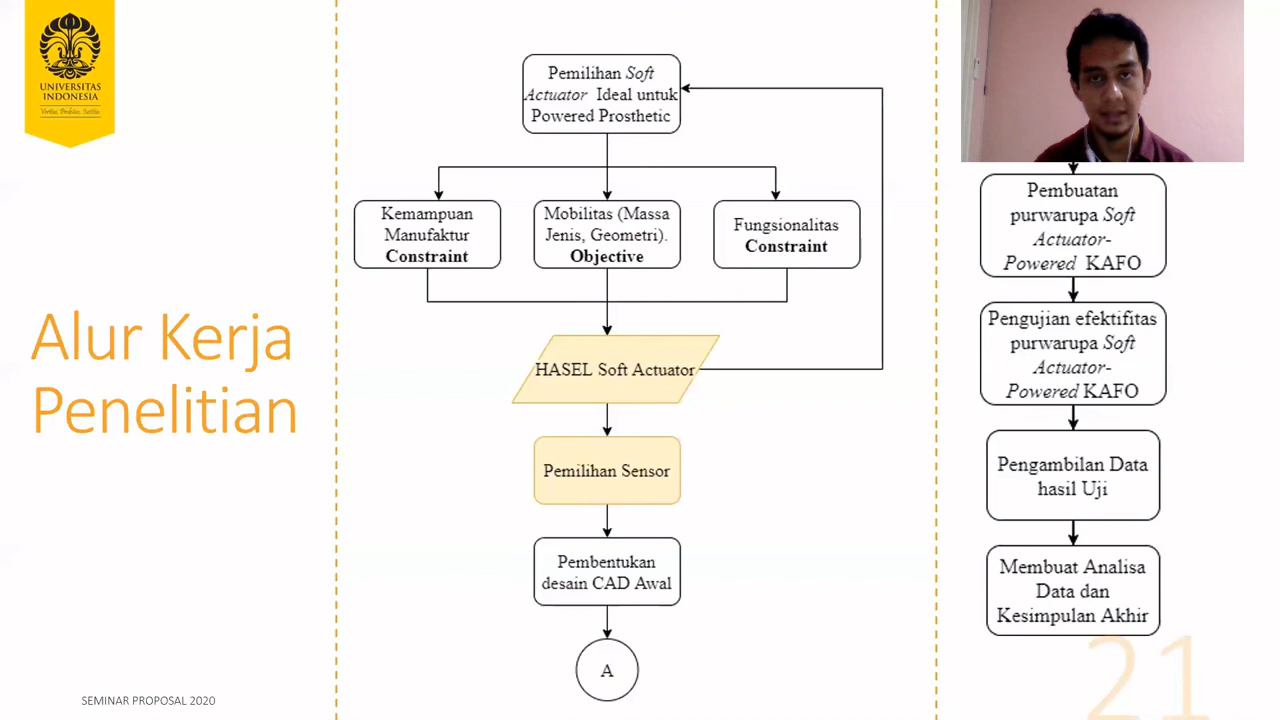 UNIVERSITAS
INDONESIA
Veritas, Probitas, Iustitia
Alur Kerja
Penelitian
SEMINAR PROPOSAL 2020
Pemilihan Soft
Actuator Ideal untuk
Powered Prosthetic
Kemampuan
Manufaktur
Constraint
Mobilitas (Massa
Jenis, Geometri).
Objective
Fungsionalitas
Constraint
HASEL Soft Actuator
Pemilihan Sensor
Pembentukan
desain CAD Awal
A
Pembuatan
purwarupa Soft
Actuator-
Powered KAFO
Pengujian efektifitas
purwarupa Soft
Actuator-
Powered KAFO
Pengambilan Data
hasil Uji
Membuat Analisa
Data dan
Kesimpulan Akhir
21